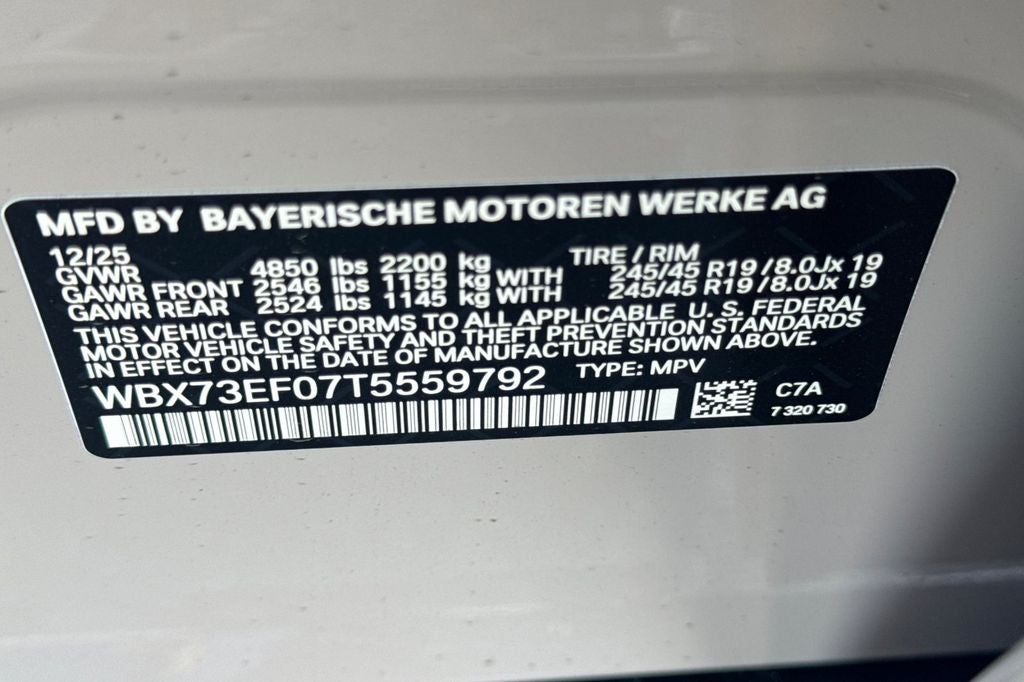 MFD BY BAYERISCHE MOTOREN WERKE AG
12/25 TIRE / RIM
GVWR 4850 lbs 2200 kg
GAWR FRONT 2546 lbs 1155 kg WITH 245/45 R19 / 8.0Jx 19
GAWR REAR 2524 lbs 1145 kg WITH 245/45 R19 / 8.0Jx 19
THIS VEHICLE CONFORMS TO ALL APPLICABLE U. S. FEDERAL
MOTOR VEHICLE SAFETY AND THEFT PREVENTION STANDARDS
IN EFFECT ON THE DATE OF MANUFACTURE SHOWN ABOVE.
WBX73EF07T5559792 TYPE: MPV
C7A
7 320 730